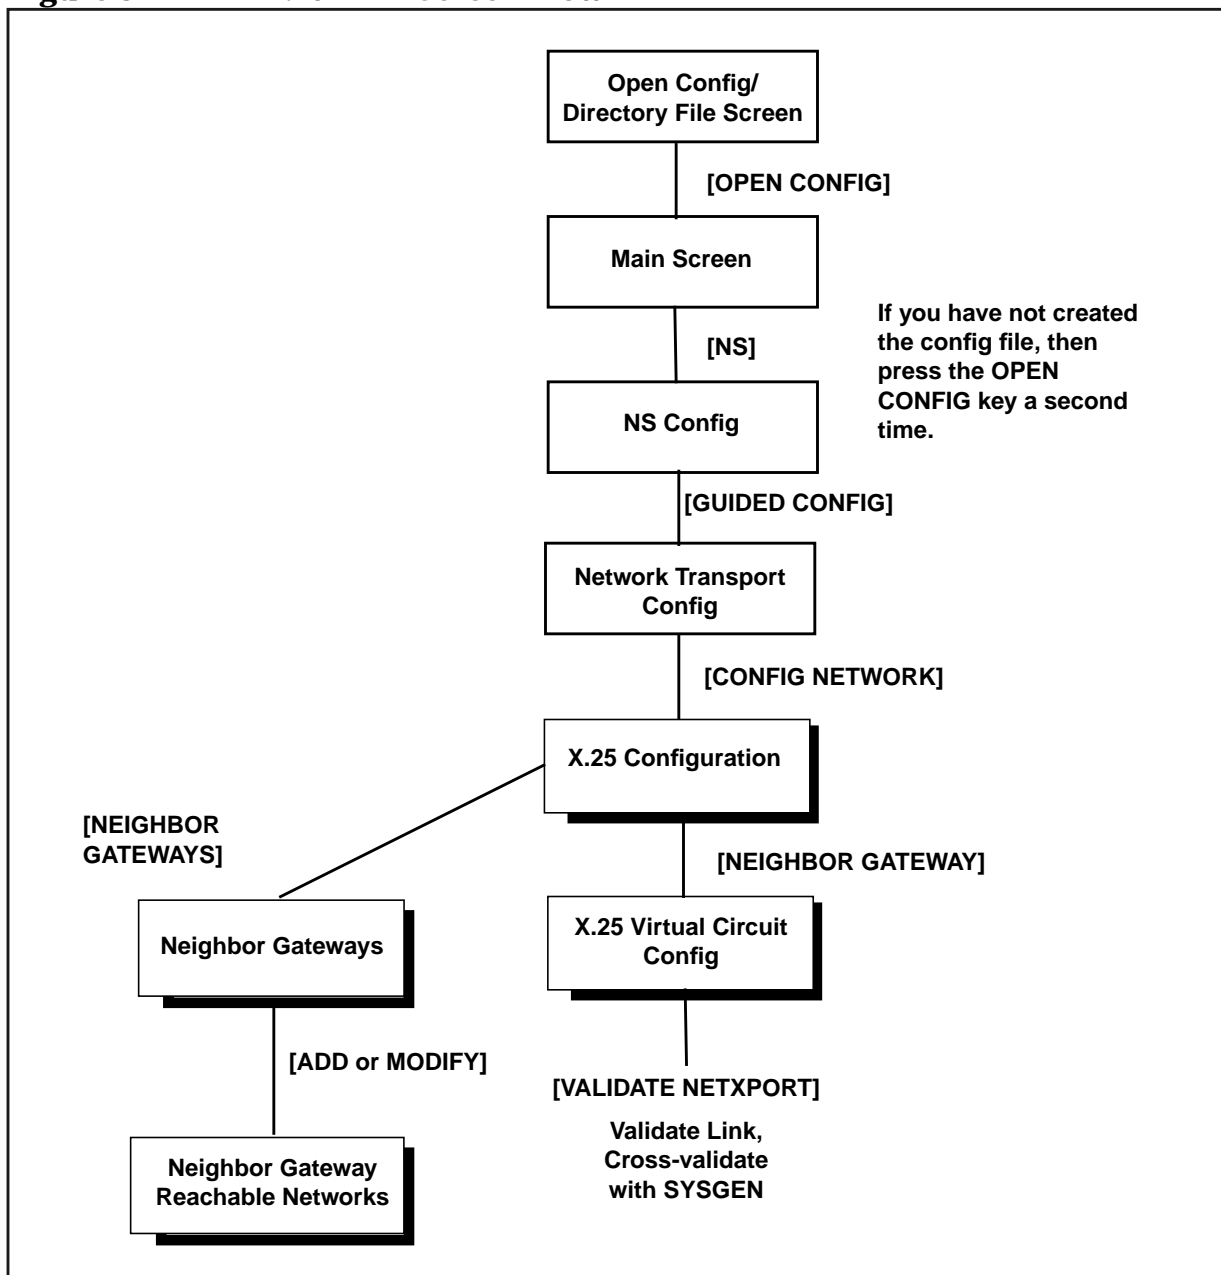 Open Config/
Directory File Screen
[OPEN CONFIG]
Main Screen
If you have not created
the config file, then
press the OPEN
CONFIG key a second
time.
[NS]
NS Config
[GUIDED CONFIG]
Network Transport
Config
[CONFIG NETWORK]
X.25 Configuration
[NEIGHBOR
GATEWAYS]
[NEIGHBOR GATEWAY]
Neighbor Gateways
X.25 Virtual Circuit
Config
[ADD or MODIFY]
[VALIDATE NETXPORT]
Validate Link,
Cross-validate
with SYSGEN
Neighbor Gateway
Reachable Networks